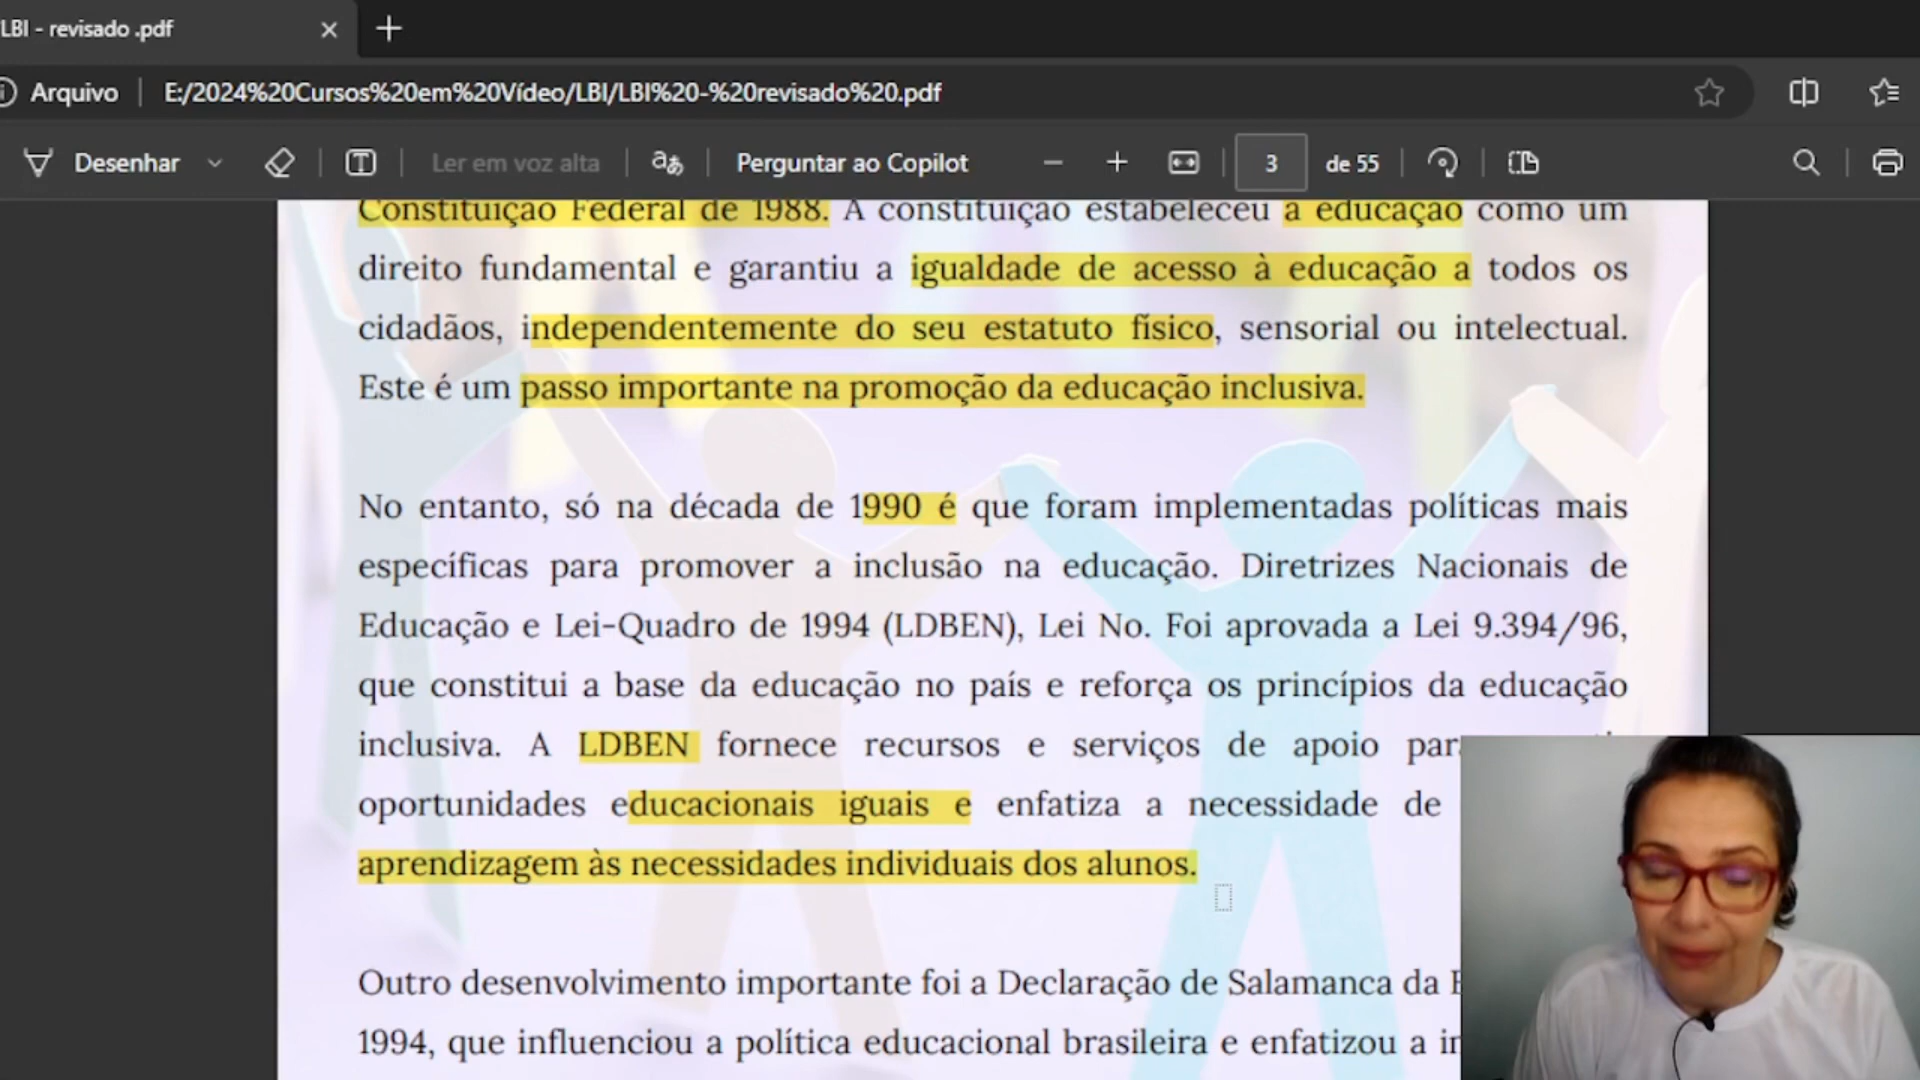 LBI - revisado .pdf
Arquivo
E:/2024%20Cursos%20em%20Vídeo/LBI/LBI%20-%20revisado%20.pdf
Desenhar
Ler em voz alta
aあ
Perguntar ao Copilot
3
de 55
Constituição Federal de 1988. A constituição estabeleceu a educação como um
direito fundamental e garantiu a igualdade de acesso à educação a todos os
cidadãos, independentemente do seu estatuto físico, sensorial ou intelectual.
Este é um passo importante na promoção da educação inclusiva.
No entanto, só na década de 1990 é que foram implementadas políticas mais
específicas para promover a inclusão na educação. Diretrizes Nacionais de
Educação e Lei-Quadro de 1994 (LDBEN), Lei No. Foi aprovada a Lei 9.394/96,
que constitui a base da educação no país e reforça os princípios da educação
inclusiva. A LDBEN fornece recursos e serviços de apoio
oportunidades educacionais iguais e enfatiza a necessidade de
aprendizagem às necessidades individuais dos alunos.
Outro desenvolvimento importante foi a Declaração de Salamanca da
1994, que influenciou a política educacional brasileira e enfatizou a